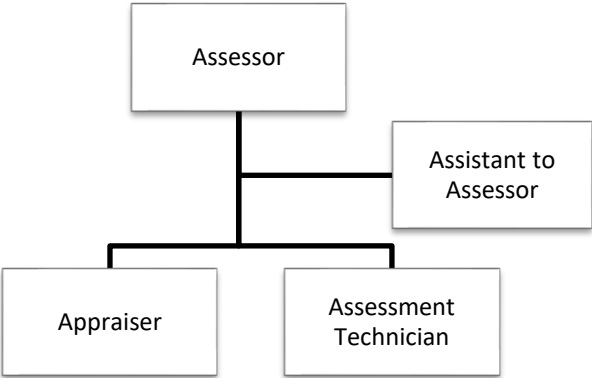 Assessor
Assistant to
Assessor
Appraiser
Assessment
Technician